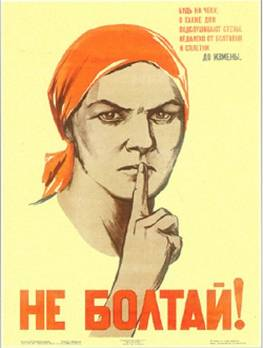 БУДЬ НА ЧЕКУ,
В ТАКИЕ ДНИ
ПОДСЛУШИВАЮТ СТЕНЫ.
НЕДАЛЕКО ОТ БОЛТОВНИ
И СПЛЕТНИ
ДО ИЗМЕНЫ.
НЕ БОЛТАЙ!